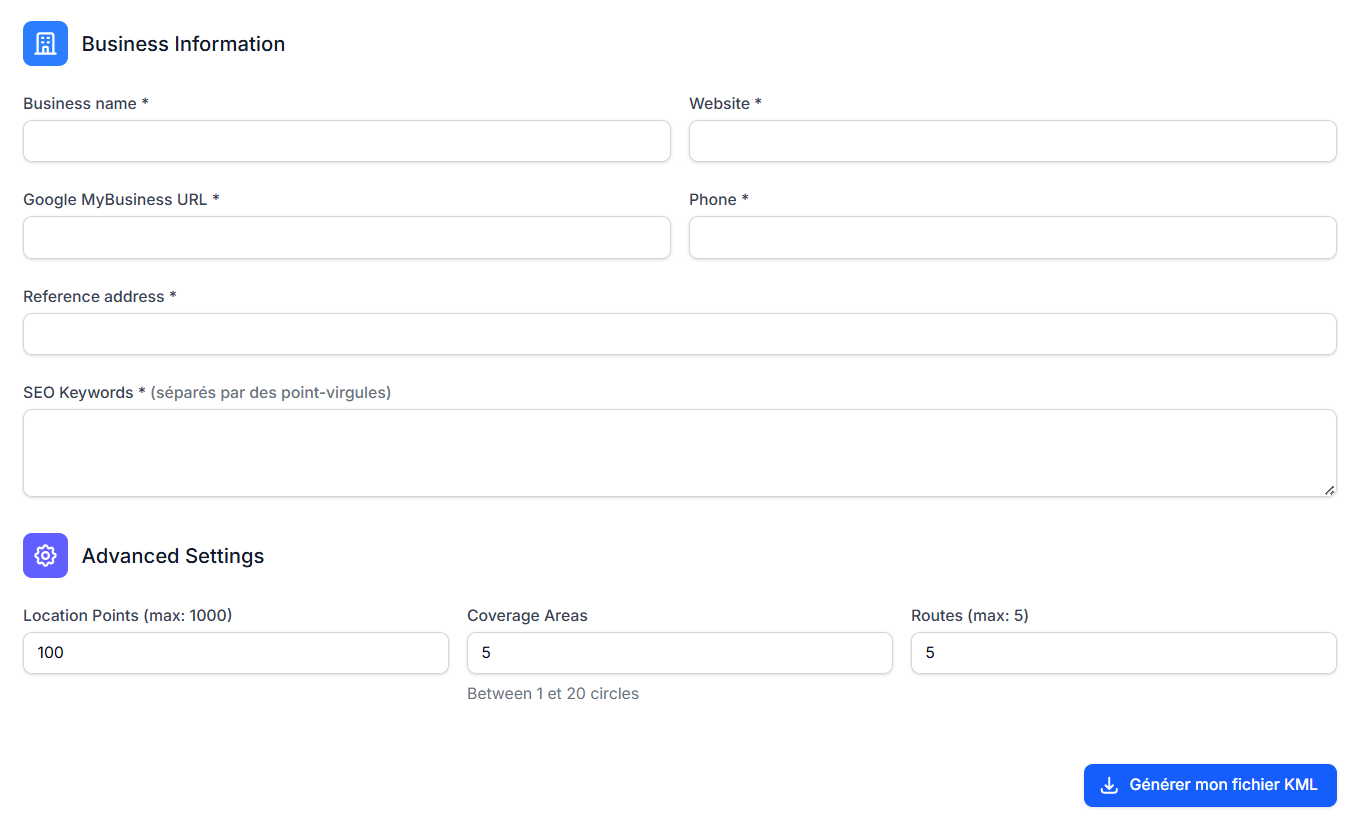 Business Information
Business name *
Website *
Google MyBusiness URL *
Phone *
Reference address *
SEO Keywords * (séparés par des point-virgules)
Advanced Settings
Location Points (max: 1000)
Coverage Areas
Routes (max: 5)
100
5
5
Between 1 et 20 circles
Générer mon fichier KML